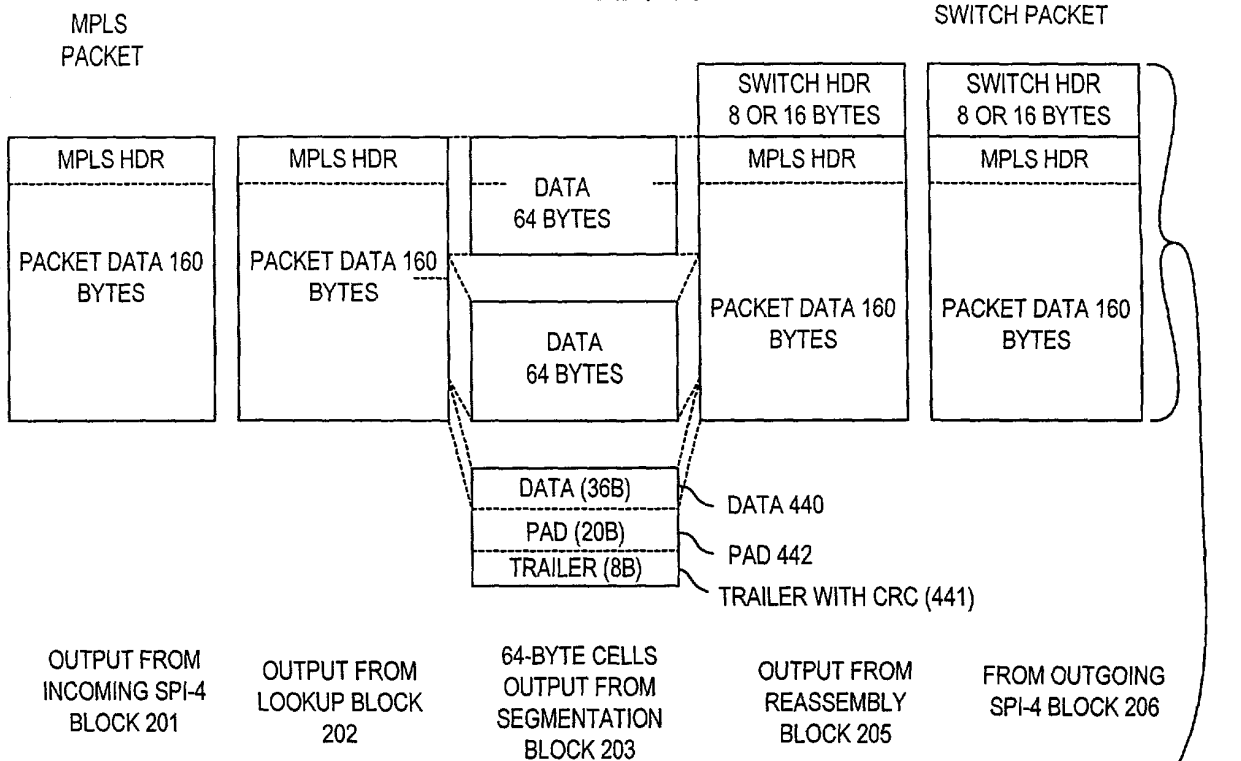 MPLS
PACKET
SWITCH PACKET
MPLS HDR
PACKET DATA 160
BYTES
MPLS HDR
PACKET DATA 160
BYTES
DATA
64 BYTES
DATA
64 BYTES
DATA (36B)
PAD (20B)
TRAILER (8B)
DATA 440
PAD 442
TRAILER WITH CRC (441)
SWITCH HDR
8 OR 16 BYTES
MPLS HDR
PACKET DATA 160
BYTES
SWITCH HDR
8 OR 16 BYTES
MPLS HDR
PACKET DATA 160
BYTES
OUTPUT FROM
INCOMING SPI-4
BLOCK 201
OUTPUT FROM
LOOKUP BLOCK
202
64-BYTE CELLS
OUTPUT FROM
SEGMENTATION
BLOCK 203
OUTPUT FROM
REASSEMBLY
BLOCK 205
FROM OUTGOING
SPI-4 BLOCK 206